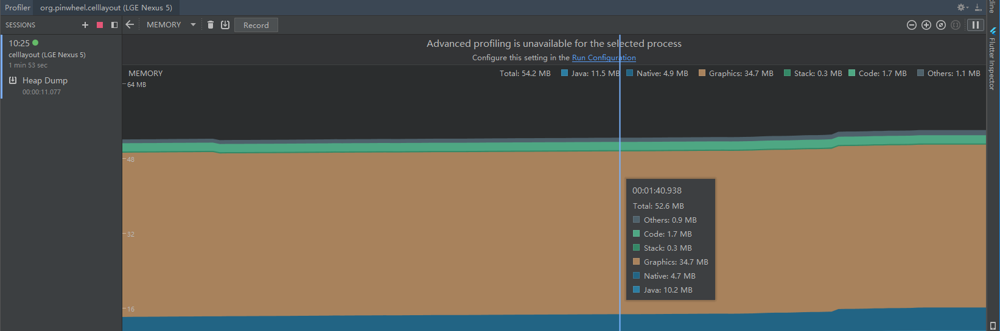 Profiler org.pinwheel.celllayout (LGE Nexus 5)
SESSIONS
MEMORY
Record
10:25
celllayout (LGE Nexus 5)
1 min 53 sec
Heap Dump
00:00:11.077
Advanced profiling is unavailable for the selected process
Configure this setting in the Run Configuration
MEMORY
Total: 54.2 MB Java: 11.5 MB Native: 4.9 MB Graphics: 34.7 MB Stack: 0.3 MB Code: 1.7 MB Others: 1.1 MB
64 MB
48
32
16
00:01:40.938
Total: 52.6 MB
Others: 0.9 MB
Code: 1.7 MB
Stack: 0.3 MB
Graphics: 34.7 MB
Native: 4.7 MB
Java: 10.2 MB
Flutter Inspector